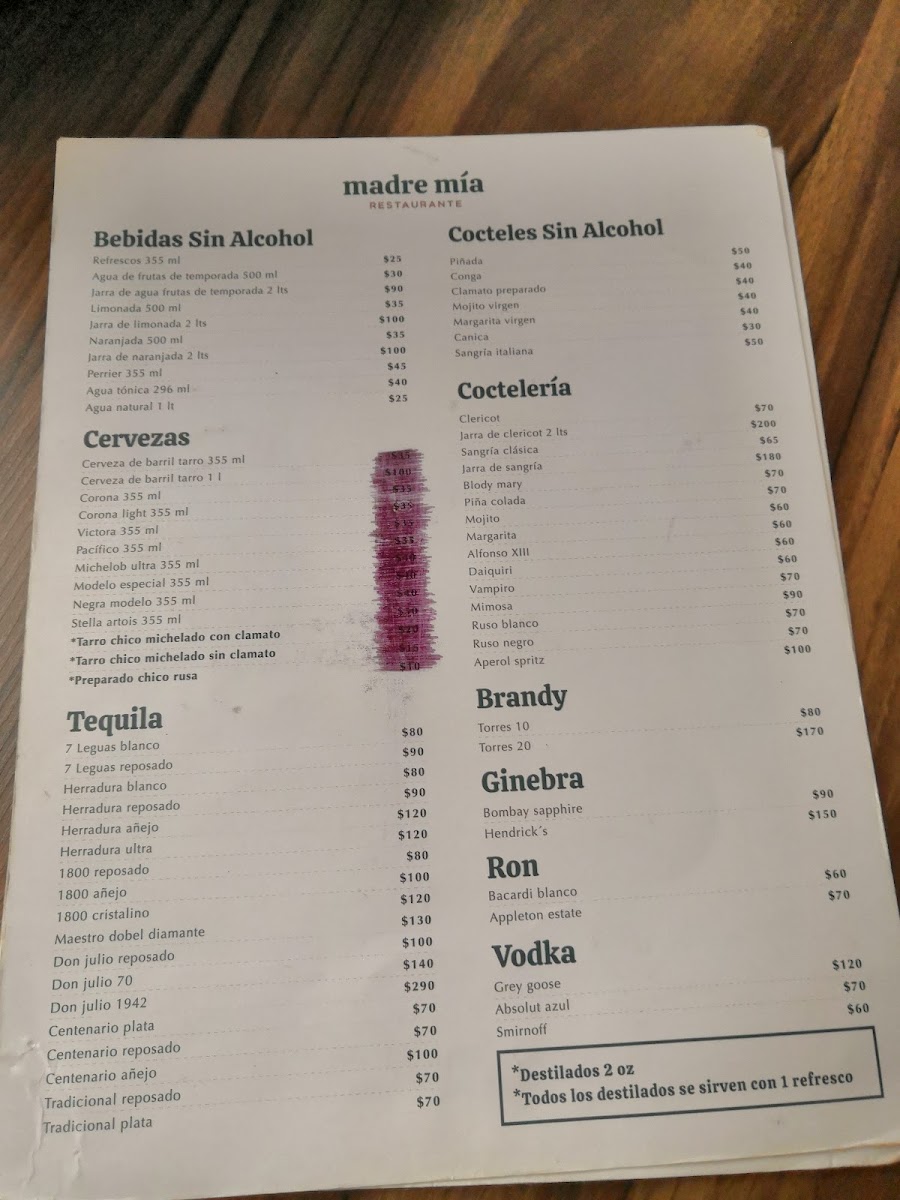 madre mía
RESTAURANTE
Bebidas Sin Alcohol
Refrescos 355 ml $25
Agua de frutas de temporada 500 ml $30
Jarra de agua frutas de temporada 2 lts $90
Limonada 500 ml $35
Jarra de limonada 2 lts $100
Naranjada 500 ml $35
Jarra de naranjada 2 lts $100
Perrier 355 ml $45
Agua tónica 296 ml $40
Agua natural 1 lt $25
Cervezas
Cerveza de barril tarro 355 ml $35
Cerveza de barril tarro 1 l $100
Corona 355 ml $35
Corona light 355 ml $35
Victora 355 ml $35
Pacífico 355 ml $35
Michelob ultra 355 ml
Modelo especial 355 ml $40
Negra modelo 355 ml $40
Stella artois 355 ml
*Tarro chico michelado con clamato $20
*Tarro chico michelado sin clamato $15
*Preparado chico rusa $10
Tequila
7 Leguas blanco $80
7 Leguas reposado $90
Herradura blanco $80
Herradura reposado $90
Herradura añejo $120
Herradura ultra $120
1800 reposado $80
1800 añejo $100
1800 cristalino $120
Maestro dobel diamante $130
Don julio reposado $100
Don julio 70 $140
Don julio 1942 $290
Centenario plata $70
Centenario reposado $70
Centenario añejo $100
Tradicional reposado $70
Tradicional plata $70
Cocteles Sin Alcohol
Piñada $50
Conga $40
Clamato preparado $40
Mojito virgen $40
Margarita virgen $40
Canica $30
Sangría italiana $50
Coctelería
Clericot $70
Jarra de clericot 2 lts $200
Sangría clásica $65
Jarra de sangría $180
Blody mary $70
Piña colada $70
Mojito $60
Margarita $60
Alfonso XIII $60
Daiquiri $60
Vampiro $70
Mimosa $90
Ruso blanco $70
Ruso negro $70
Aperol spritz $100
Brandy
Torres 10 $80
Torres 20 $170
Ginebra
Bombay sapphire $90
Hendrick´s $150
Ron
Bacardi blanco $60
Appleton estate $70
Vodka
Grey goose $120
Absolut azul $70
Smirnoff $60
*Destilados 2 oz
*Todos los destilados se sirven con 1 refresco